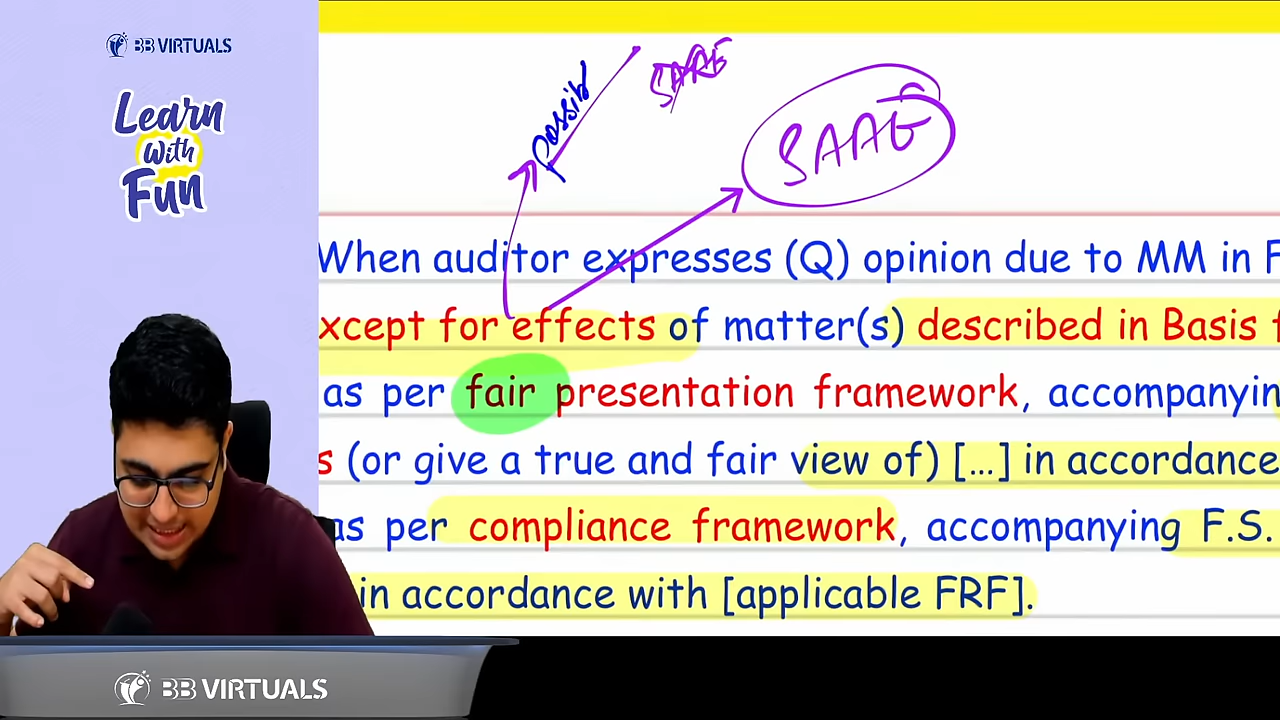 BB VIRTUALS
Learn
With
Fun
possib
SAAE
SAAE
When auditor expresses (Q) opinion due to MM in F
xcept for effects of matter(s) described in Basis f
as per fair presentation framework, accompanyin
s (or give a true and fair view of) [...] in accordance
as per compliance framework, accompanying F.S.
in accordance with [applicable FRF].
BB VIRTUALS